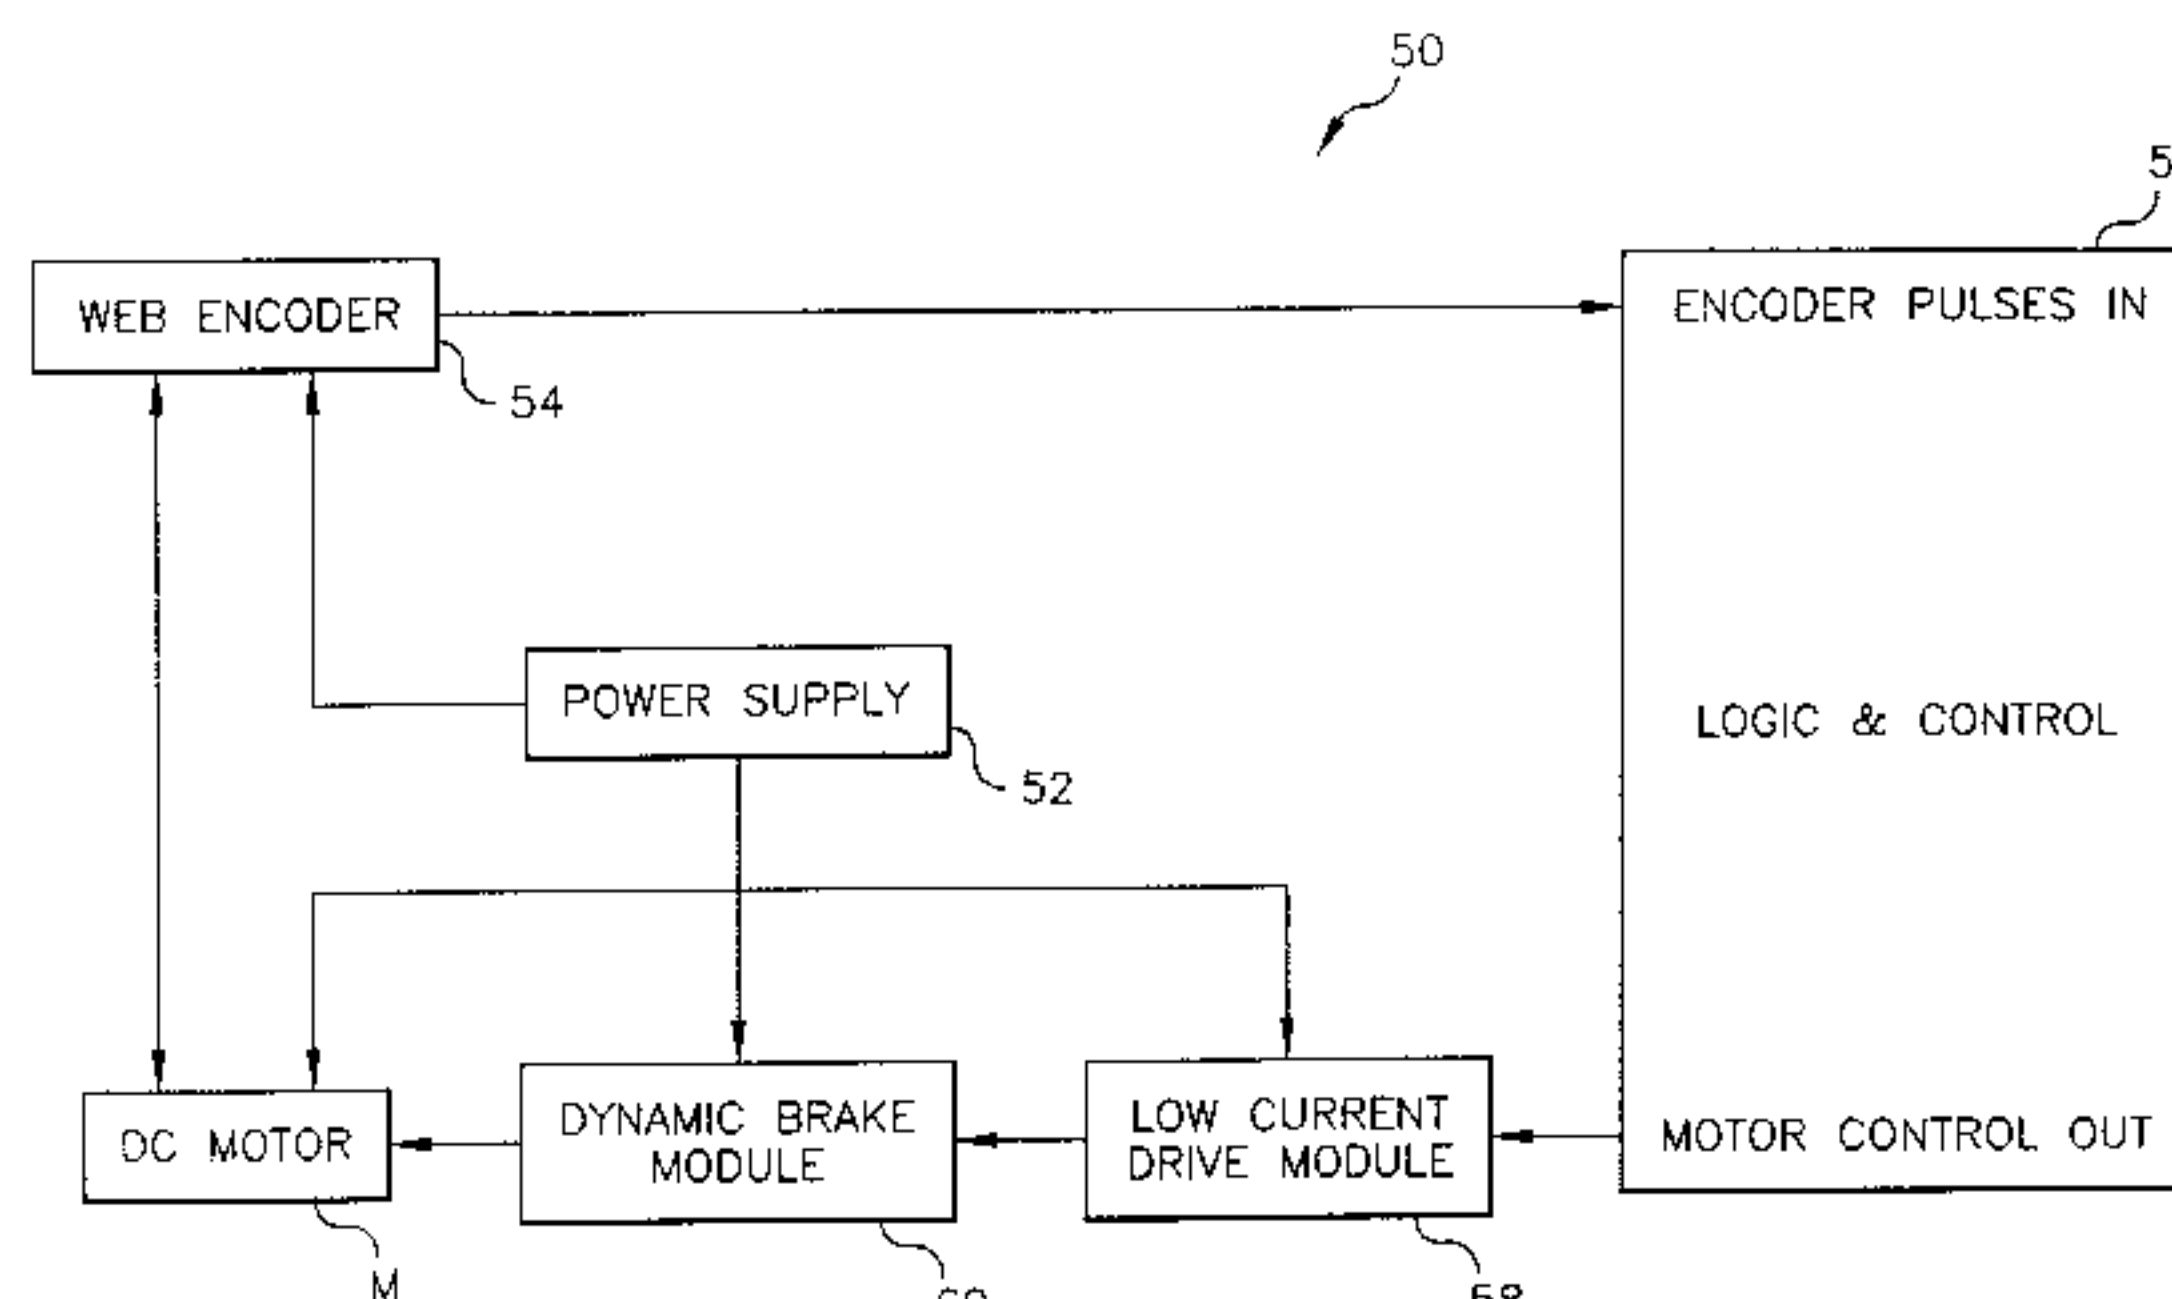 50
WEB ENCODER
ENCODER PULSES IN
54
POWER SUPPLY
LOGIC & CONTROL
52
DYNAMIC BRAKE
MODULE
LOW CURRENT
DRIVE MODULE
DC MOTOR
MOTOR CONTROL OUT
M
58